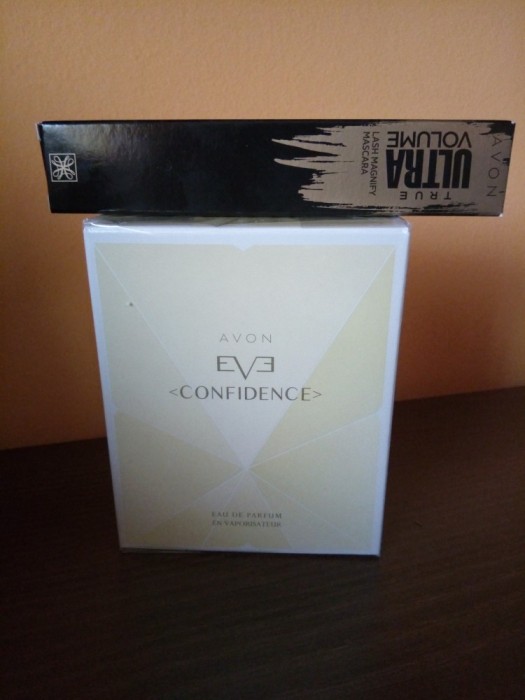 AVON
TRUE
ULTRA
VOLUME
LASH MAGNIFY
MASCARA
AVON
EVE
<CONFIDENCE>
EAU DE PARFUM
EN VAPORISATEUR